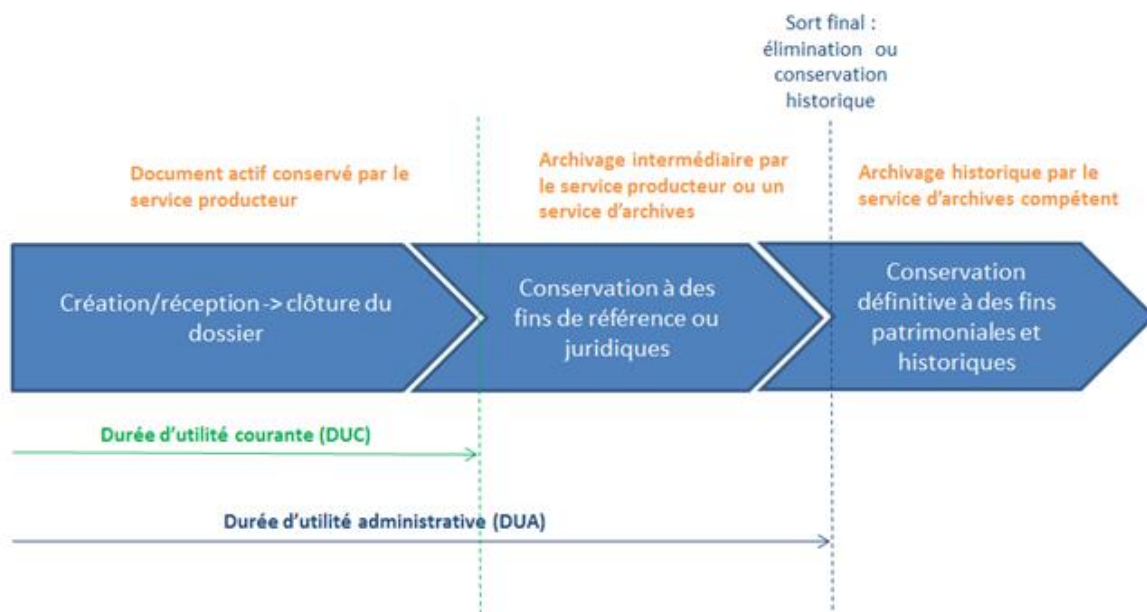 Sort final :
élimination ou
conservation
historique
Document actif conservé par le
service producteur
Archivage intermédiaire par
le service producteur ou un
service d'archives
Archivage historique par le
service d'archives compétent
Création/réception -> clôture du
dossier
Conservation à des
fins de référence ou
juridiques
Conservation
définitive à des fins
patrimoniales et
historiques
Durée d'utilité courante (DUC)
Durée d'utilité administrative (DUA)